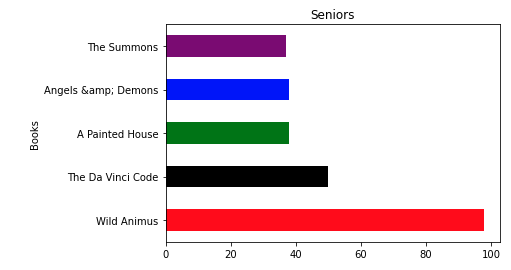 Seniors
The Summons
Angels &amp; Demons
A Painted House
The Da Vinci Code
Wild Animus
Books
0 20 40 60 80 100